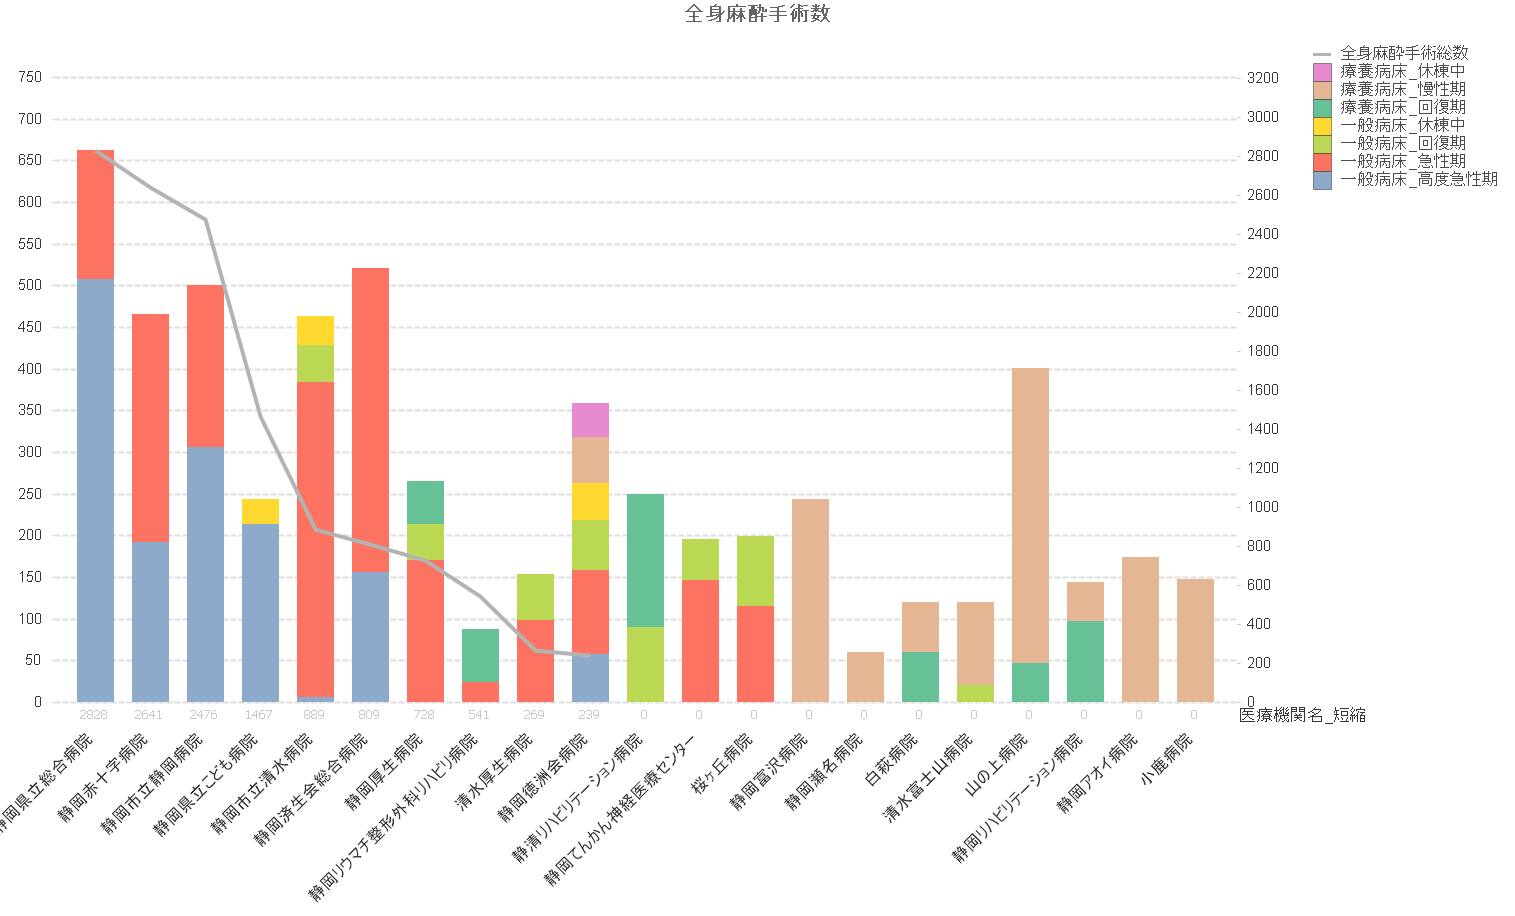 全身麻酔手術数
全身麻酔手術総数
療養病床_休棟中
療養病床_慢性期
療養病床_回復期
一般病床_休棟中
一般病床_回復期
一般病床_急性期
一般病床_高度急性期
750
700
650
600
550
500
450
400
350
300
250
200
150
100
50
0
3200
3000
2800
2600
2400
2200
2000
1800
1600
1400
1200
1000
800
600
400
200
0
2828 2641 2476 1467 889 809 728 541 269 239 0 0 0 0 0 0 0 0 0 0 0
医療機関名_短縮
静岡県立総合病院
静岡赤十字病院
静岡市立静岡病院
静岡県立こども病院
静岡市立清水病院
静岡済生会総合病院
静岡厚生病院
静岡リウマチ整形外科リハビリ病院
清水厚生病院
静岡徳洲会病院
静清リハビリテーション病院
静岡てんかん神経医療センター
桜ヶ丘病院
静岡富沢病院
静岡瀬名病院
白萩病院
清水富士山病院
山の上病院
静岡リハビリテーション病院
静岡アオイ病院
小鹿病院